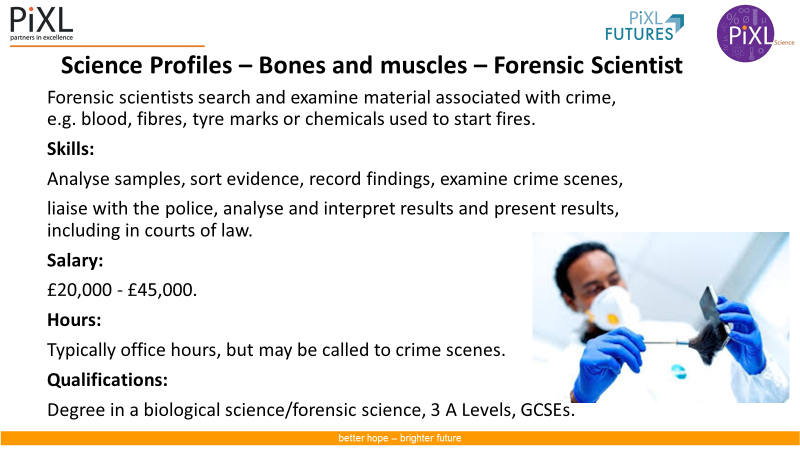 PiXL
partners in excellence
PiXL
FUTURES
PiXL
Science
Science Profiles – Bones and muscles – Forensic Scientist
Forensic scientists search and examine material associated with crime,
e.g. blood, fibres, tyre marks or chemicals used to start fires.
Skills:
Analyse samples, sort evidence, record findings, examine crime scenes,
liaise with the police, analyse and interpret results and present results,
including in courts of law.
Salary:
£20,000 - £45,000.
Hours:
Typically office hours, but may be called to crime scenes.
Qualifications:
Degree in a biological science/forensic science, 3 A Levels, GCSEs.
better hope – brighter future